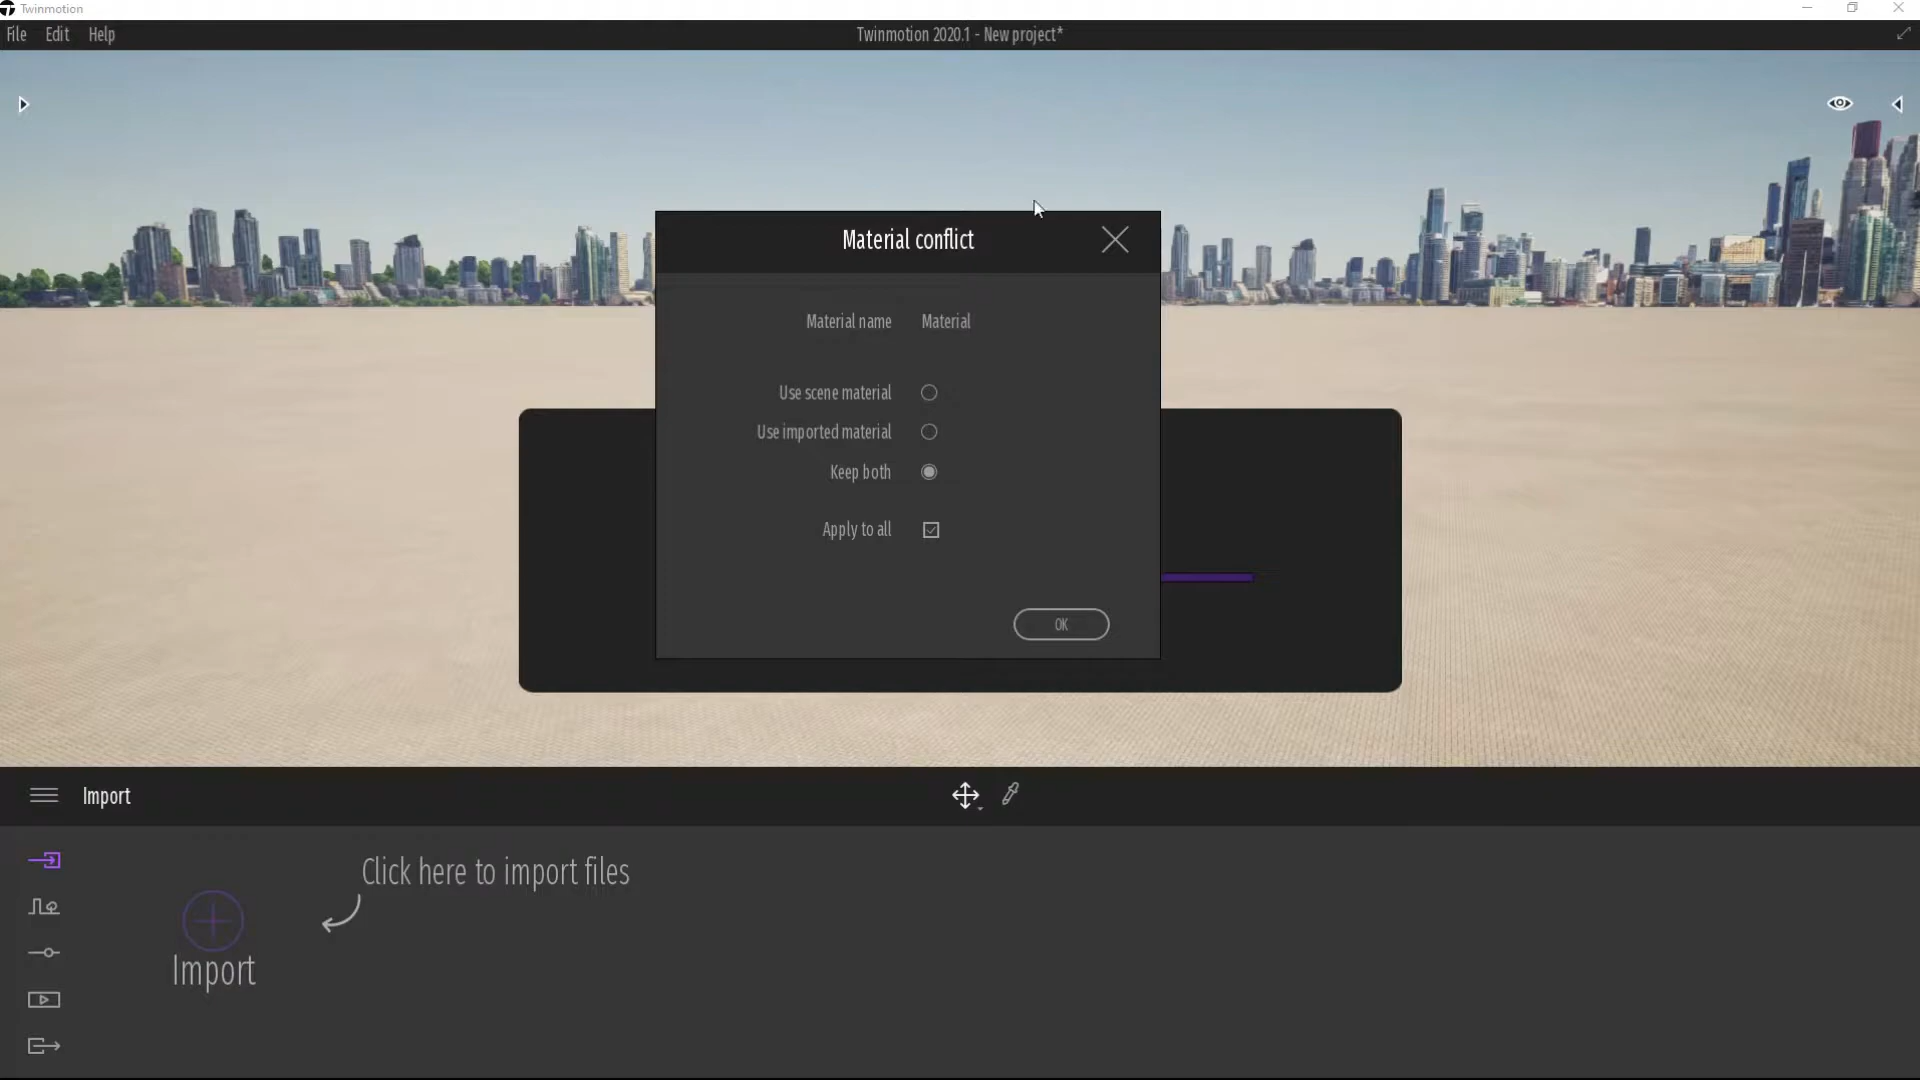 Twinmotion
File Edit Help
Twinmotion 2020.1 - New project*
Material conflict
Material name Material
Use scene material
Use imported material
Keep both
Apply to all
OK
Import
Click here to import files
Import